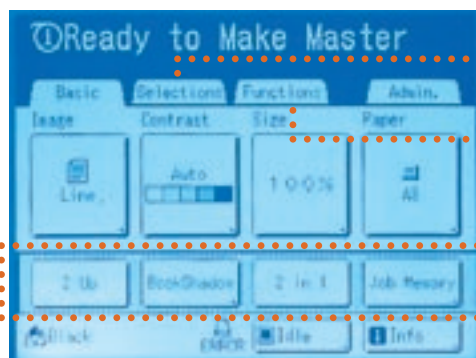 Ready to Make Master
Basic Selections Functions Admin.
Image Contrast Size Paper
Auto
Line 100% All
2 Up BookShadow 2 in 1 Job Memory
Black ERROR Idle Info